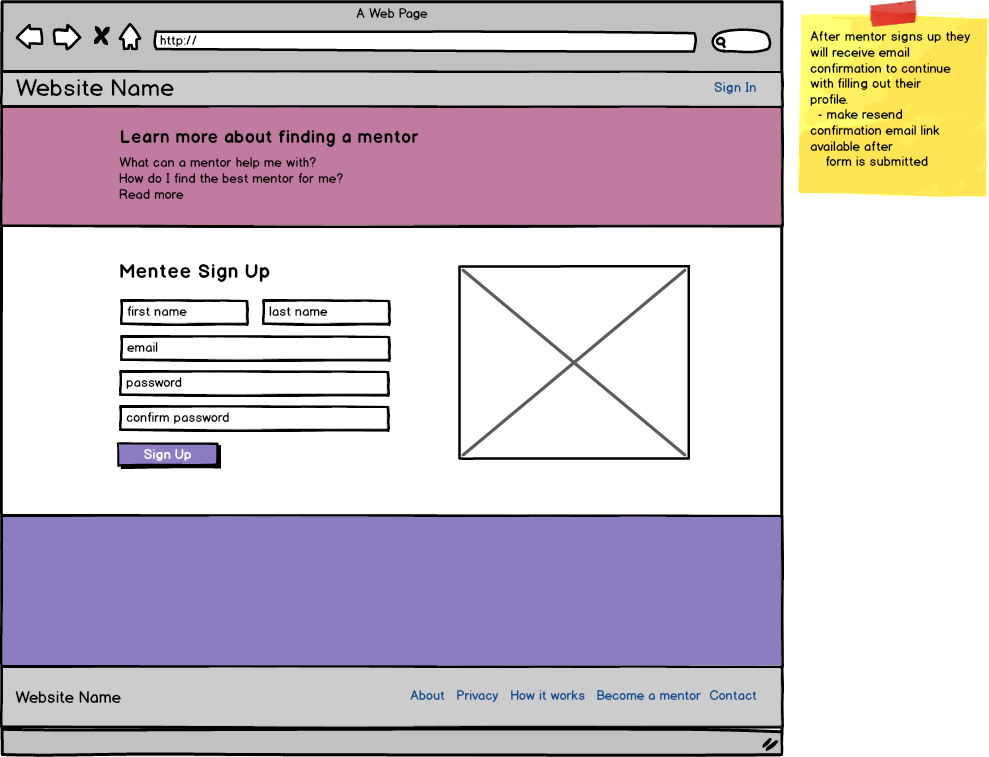 A Web Page
http://
Website Name
Sign In
Learn more about finding a mentor
What can a mentor help me with?
How do I find the best mentor for me?
Read more
Mentee Sign Up
first name last name
email
password
confirm password
Sign Up
Website Name
About Privacy How it works Become a mentor Contact
After mentor signs up they
will receive email
confirmation to continue
with filling out their
profile.
- make resend
confirmation email link
available after
form is submitted